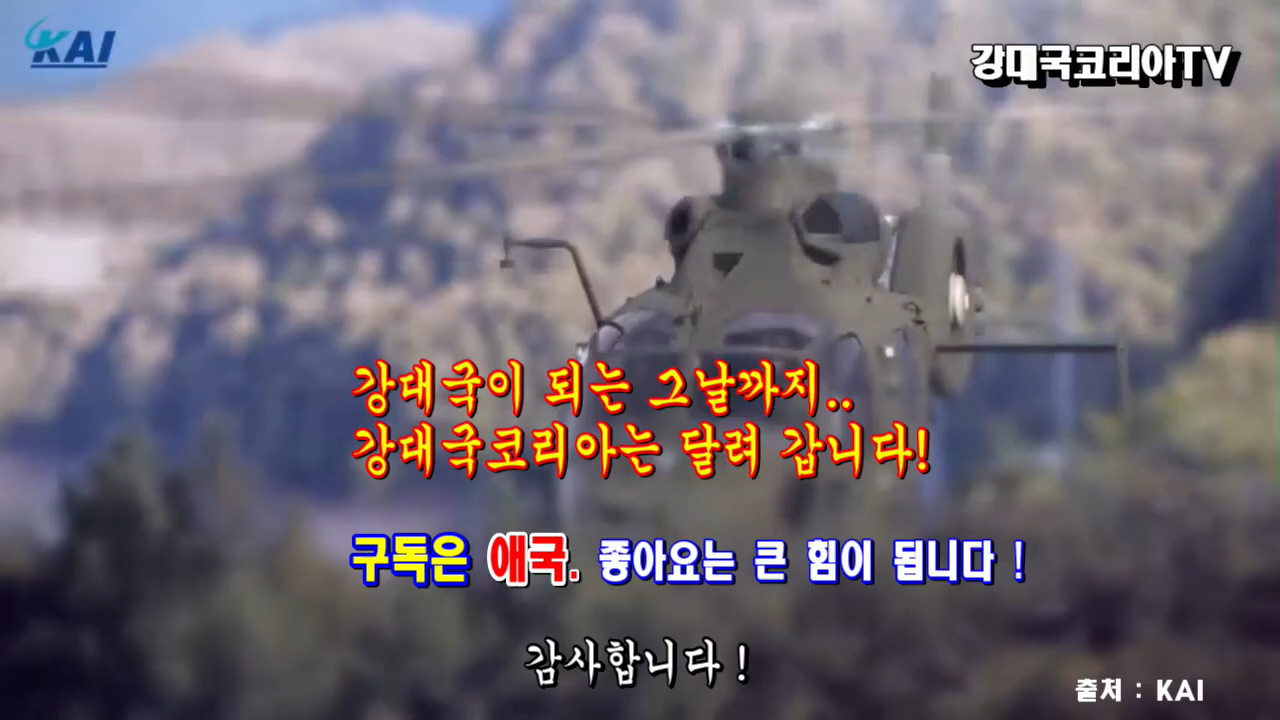 KAI
강대국코리아TV
강대국이 되는 그날까지..
강대국코리아는 달려 갑니다!
구독은 애국. 좋아요는 큰 힘이 됩니다 !
감사합니다 !
출처 : KAI